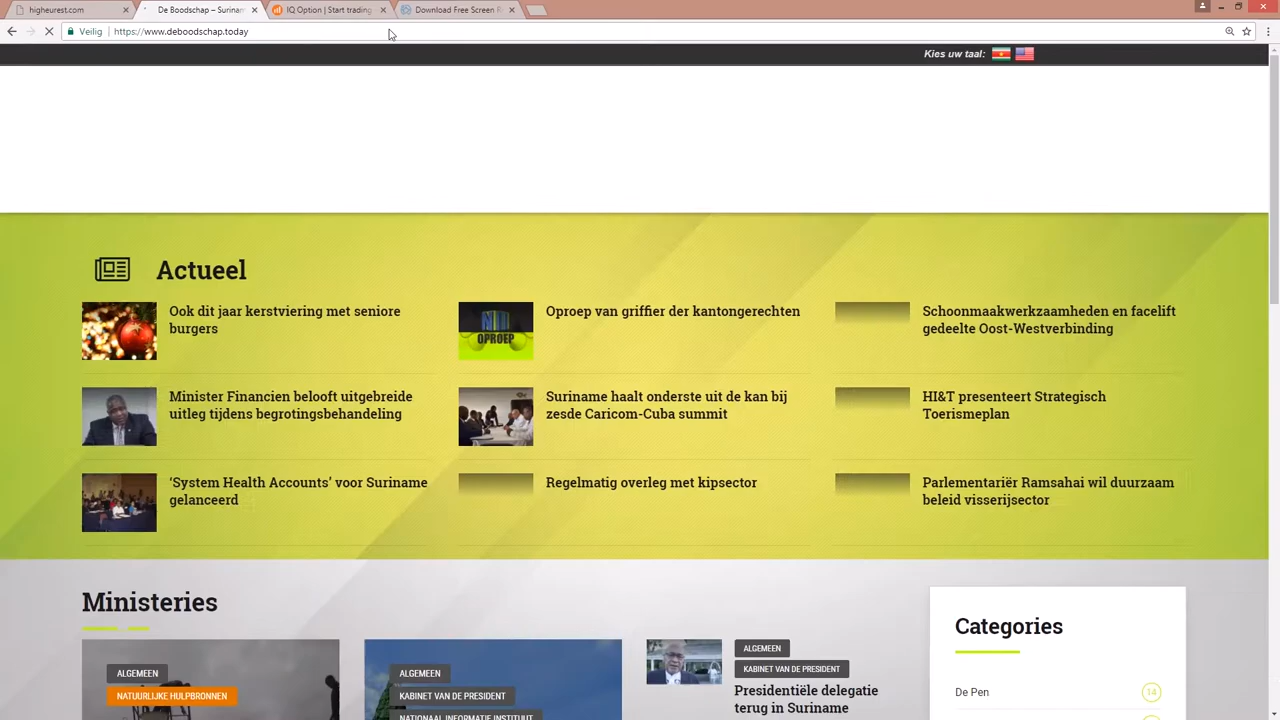 higheurest.com
De Boodschap – Surinam
IQ Option | Start trading
Download Free Screen R
Veilig
https://www.deboodschap.today
Kies uw taal:
Actueel
Ook dit jaar kerstviering met seniore
burgers
Oproep van griffier der kantongerechten
OPROEP
Schoonmaakwerkzaamheden en facelift
gedeelte Oost-Westverbinding
Minister Financien belooft uitgebreide
uitleg tijdens begrotingsbehandeling
Suriname haalt onderste uit de kan bij
zesde Caricom-Cuba summit
HI&T presenteert Strategisch
Toerismeplan
‘System Health Accounts’ voor Suriname
gelanceerd
Regelmatig overleg met kipsector
Parlementariër Ramsahai wil duurzaam
beleid visserijsector
Ministeries
ALGEMEEN
NATUURLIJKE HULPBRONNEN
ALGEMEEN
KABINET VAN DE PRESIDENT
NATIONAAL INFORMATIE INSTITUUT
ALGEMEEN
KABINET VAN DE PRESIDENT
Presidentiële delegatie
terug in Suriname
Categories
De Pen
14